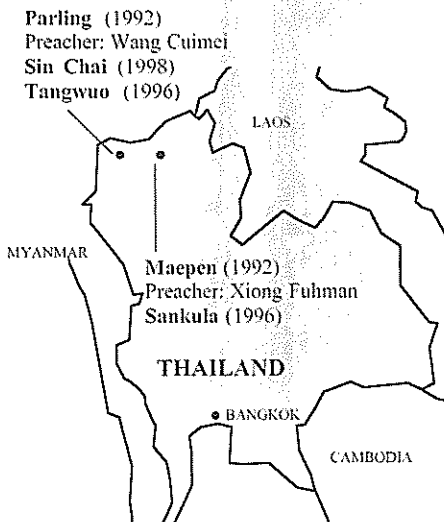 Parling (1992)
Preacher: Wang Cuimei
Sin Chai (1998)
Tangwuo (1996)
LAOS
MYANMAR
Maepen (1992)
Preacher: Xiong Fuhman
Sankula (1996)
THAILAND
BANGKOK
CAMBODIA